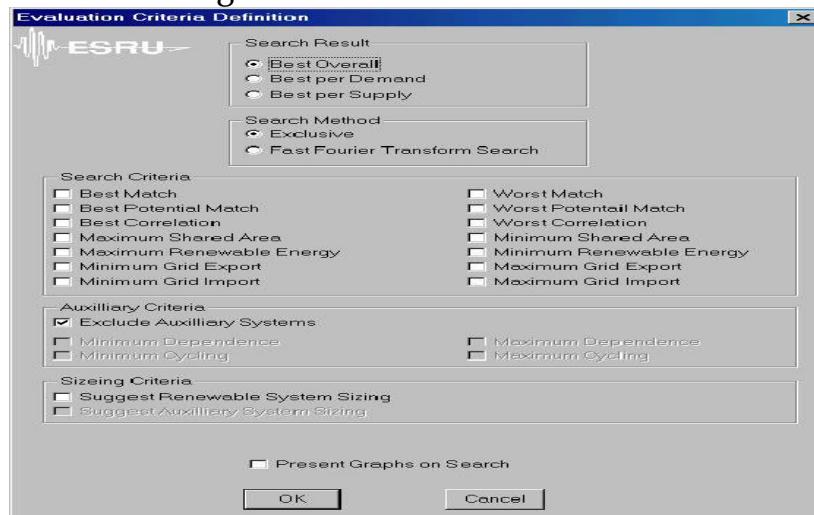 Evaluation Criteria Definition
ESRU
Search Result
Best Overall
Best per Demand
Best per Supply
Search Method
Exclusive
Fast Fourier Transform Search
Search Criteria
Best Match
Worst Match
Best Potential Match
Worst Potentail Match
Best Correlation
Worst Correlation
Maximum Shared Area
Minimum Shared Area
Maximum Renewable Energy
Minimum Renewable Energy
Minimum Grid Export
Maximum Grid Export
Minimum Grid Import
Maximum Grid Import
Auxilliary Criteria
Exclude Auxilliary Systems
Minimum Dependence
Maximum Dependence
Minimum Cycling
Maximum Cycling
Sizeing Criteria
Suggest Renewable System Sizing
Suggest Auxilliary System Sizing
Present Graphs on Search
OK
Cancel